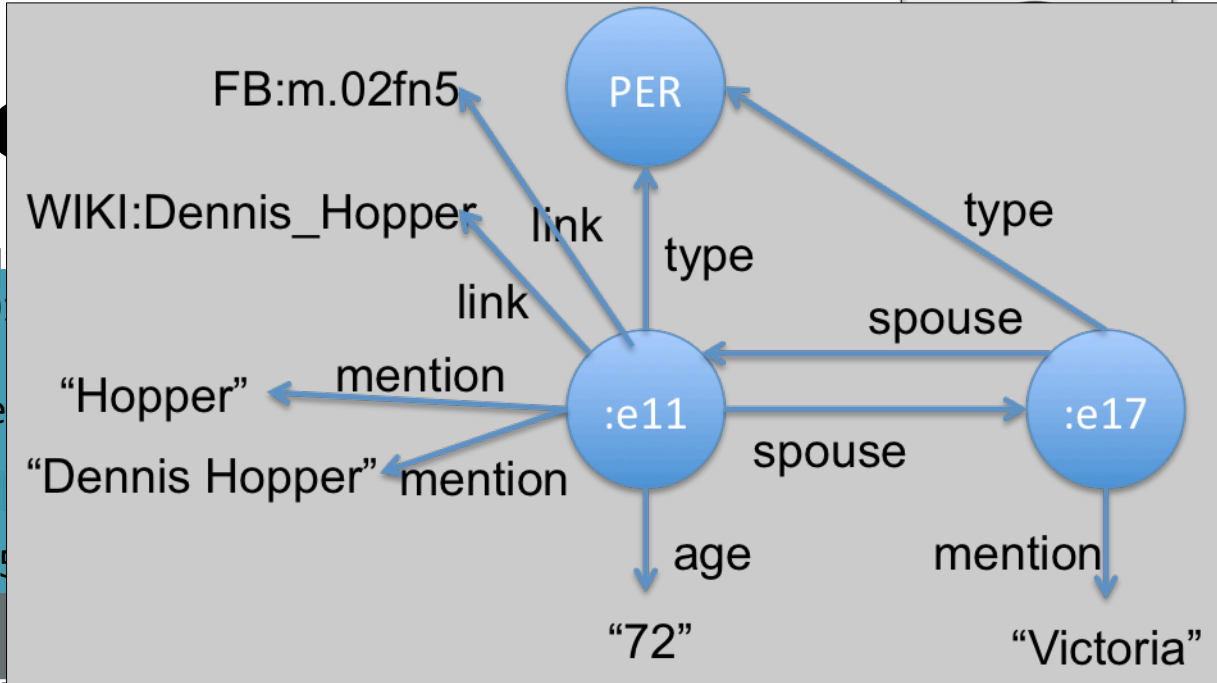 FB:m.02fn5
PER
WIKI:Dennis_Hopper
link
type
type
link
spouse
“Hopper”
mention
:e11
:e17
“Dennis Hopper”
mention
spouse
age
mention
“72”
“Victoria”